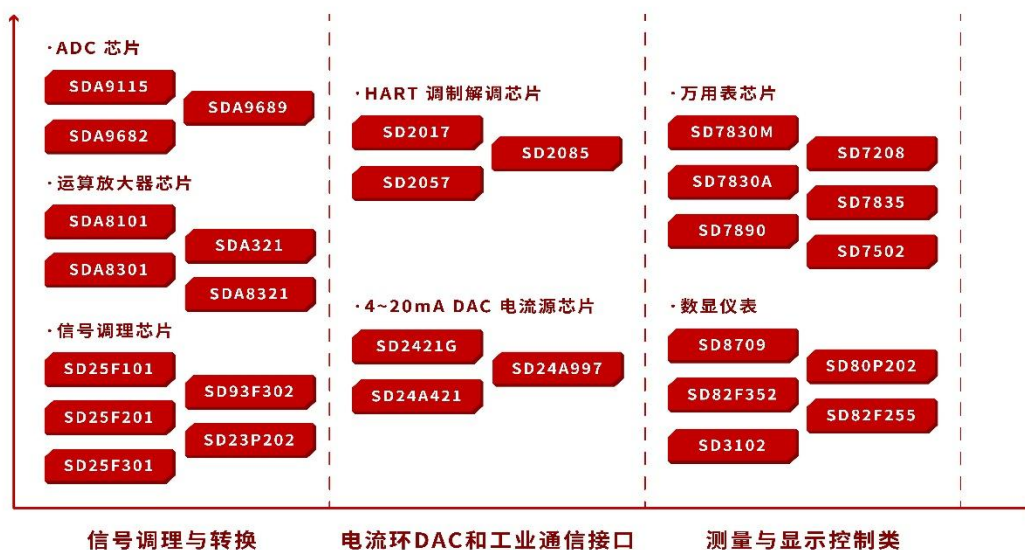 ·ADC 芯片
SDA9115
SDA9689
SDA9682
·运算放大器芯片
SDA8101
SDA321
SDA8301
SDA8321
·信号调理芯片
SD25F101
SD93F302
SD25F201
SD23P202
SD25F301
信号调理与转换
·HART 调制解调芯片
SD2017
SD2085
SD2057
·4~20mA DAC 电流源芯片
SD2421G
SD24A997
SD24A421
电流环DAC和工业通信接口
·万用表芯片
SD7830M
SD7208
SD7830A
SD7835
SD7890
SD7502
·数显仪表
SD8709
SD80P202
SD82F352
SD82F255
SD3102
测量与显示控制类